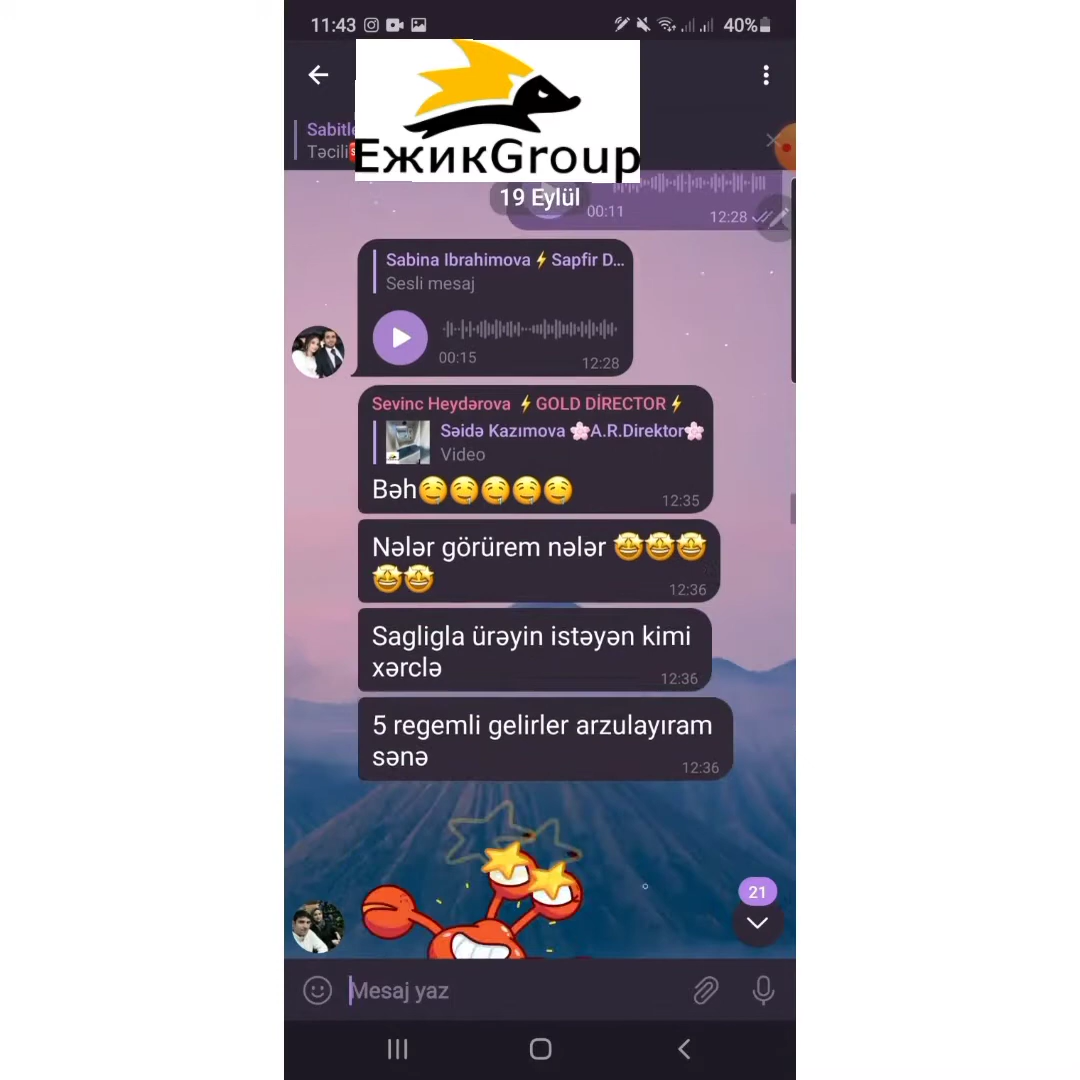 11:43
40%
ЕжикGroup
Təcili
19 Eylül
00:11
12:28
Sabina Ibrahimova ⚡ Sapfir D...
Sesli mesaj
00:15
12:28
Sevinc Heydərova ⚡GOLD DİRECTOR⚡
Səidə Kazımova 🌸A.R.Direktor🌸
Video
Bəh🤤🤤🤤🤤🤤
12:35
Nələr görürem nələr 🤩🤩🤩
🤩🤩
12:36
Sagligla ürəyin istəyən kimi
xərclə
12:36
5 regemli gelirler arzulayıram
sənə
12:36
21
Mesaj yaz